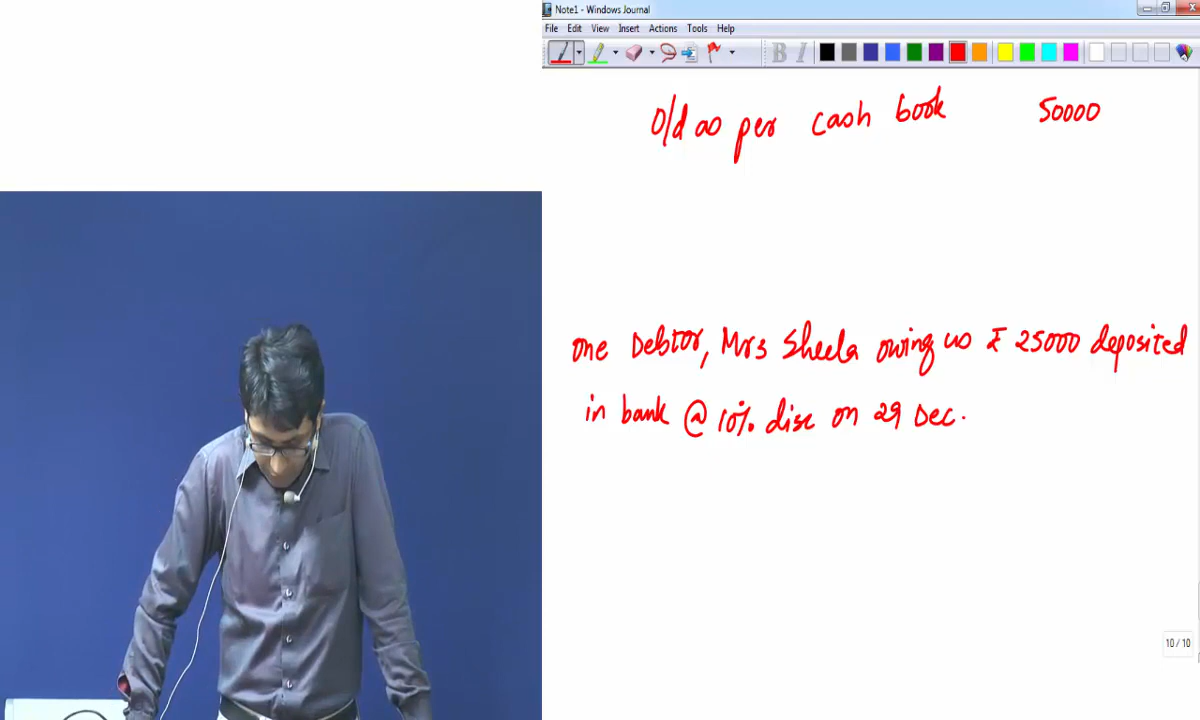 Note1 - Windows Journal
File Edit View Insert Actions Tools Help
B I
O/d as per cash book 50000
one Debtor, Mrs Sheela owing us ₹ 25000 deposited
in bank @ 10% disc on 29 Dec.
10 / 10